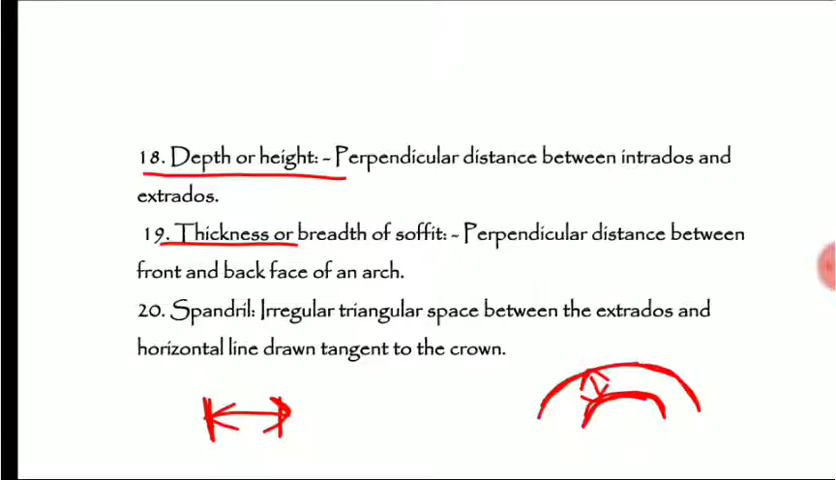 18. Depth or height: - Perpendicular distance between intrados and
extrados.
19. Thickness or breadth of soffit: - Perpendicular distance between
front and back face of an arch.
20. Spandril: Irregular triangular space between the extrados and
horizontal line drawn tangent to the crown.